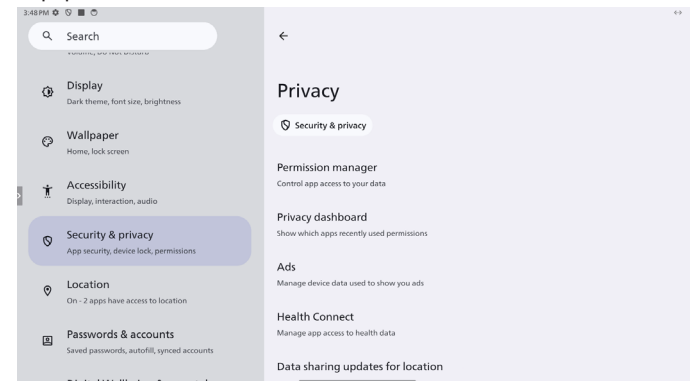 3:48 PM
Search
Volume, Do Not Disturb
Display
Dark theme, font size, brightness
Wallpaper
Home, lock screen
Accessibility
Display, interaction, audio
Security & privacy
App security, device lock, permissions
Location
On - 2 apps have access to location
Passwords & accounts
Saved passwords, autofill, synced accounts
Privacy
Security & privacy
Permission manager
Control app access to your data
Privacy dashboard
Show which apps recently used permissions
Ads
Manage device data used to show you ads
Health Connect
Manage app access to health data
Data sharing updates for location